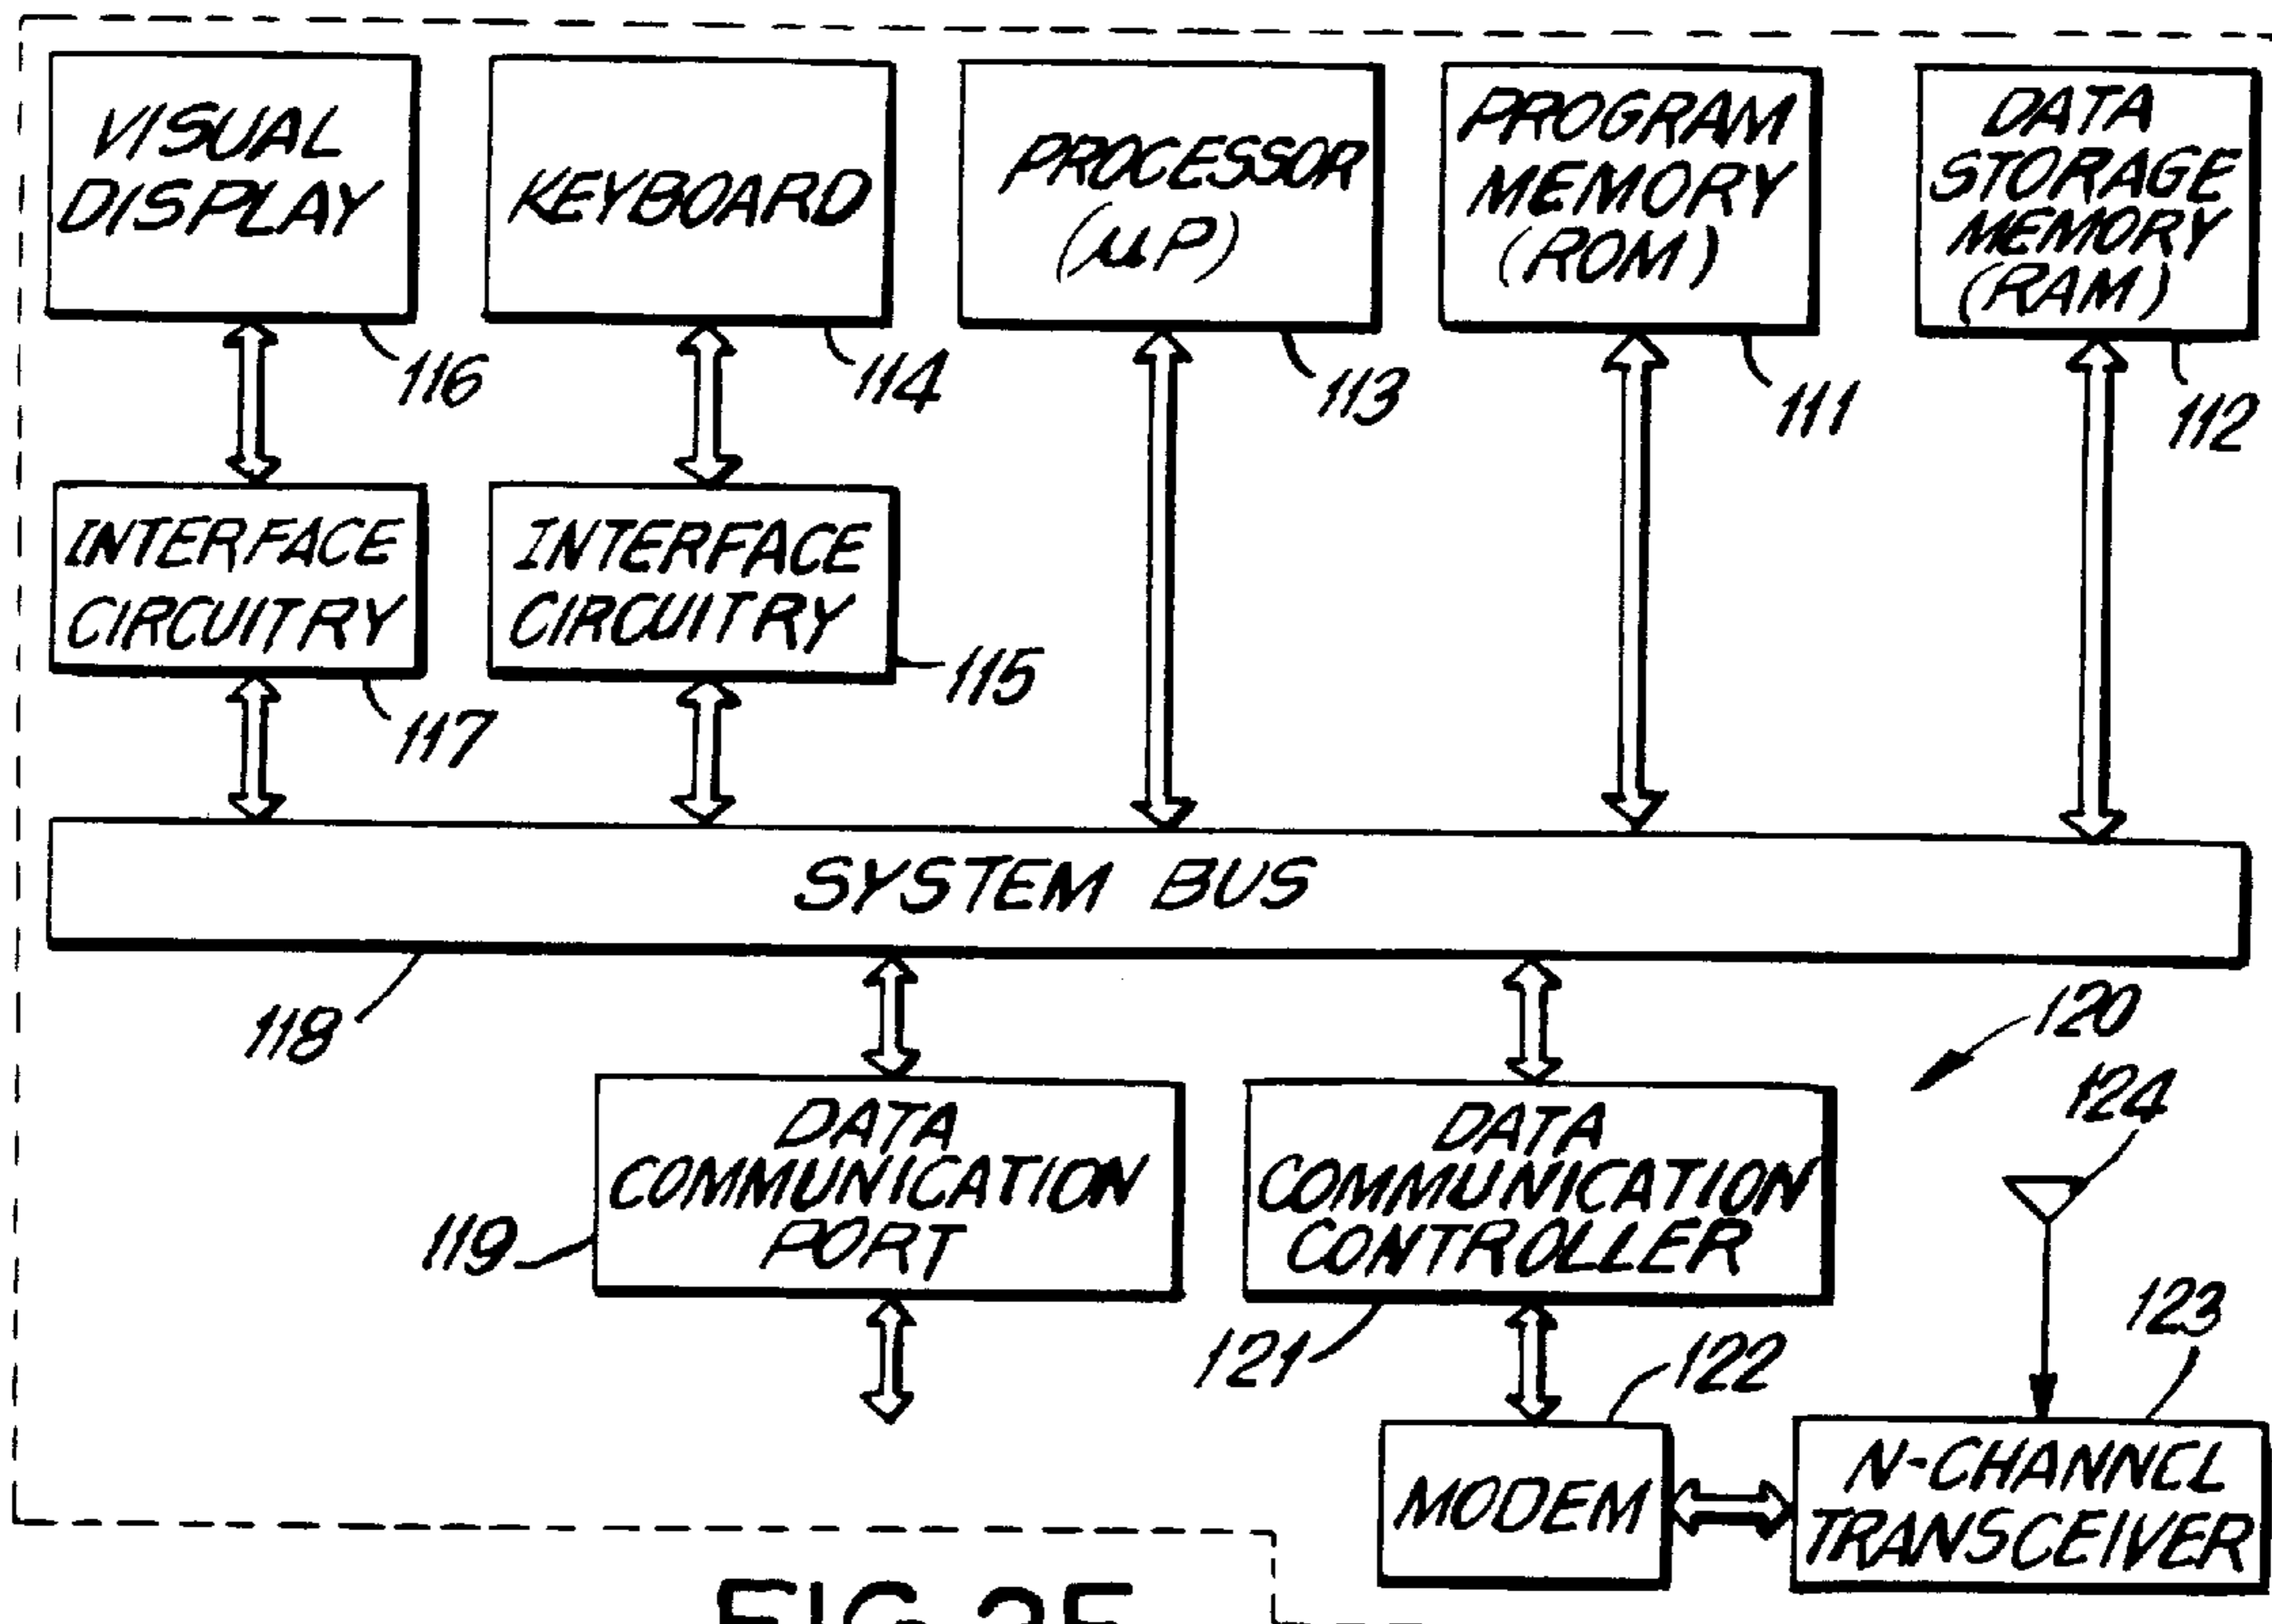 VISUAL
DISPLAY
KEYBOARD
PROCESSOR
(μP)
PROGRAM
MEMORY
(ROM)
DATA
STORAGE
MEMORY
(RAM)
116
114
113
111
112
INTERFACE
CIRCUITRY
INTERFACE
CIRCUITRY
115
117
SYSTEM BUS
118
120
124
DATA
COMMUNICATION
PORT
119
DATA
COMMUNICATION
CONTROLLER
121
122
123
MODEM
N-CHANNEL
TRANSCEIVER